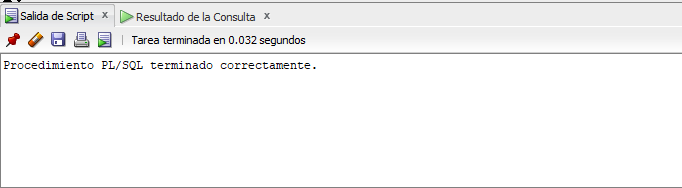 Salida de Script x Resultado de la Consulta x
Tarea terminada en 0.032 segundos
Procedimiento PL/SQL terminado correctamente.